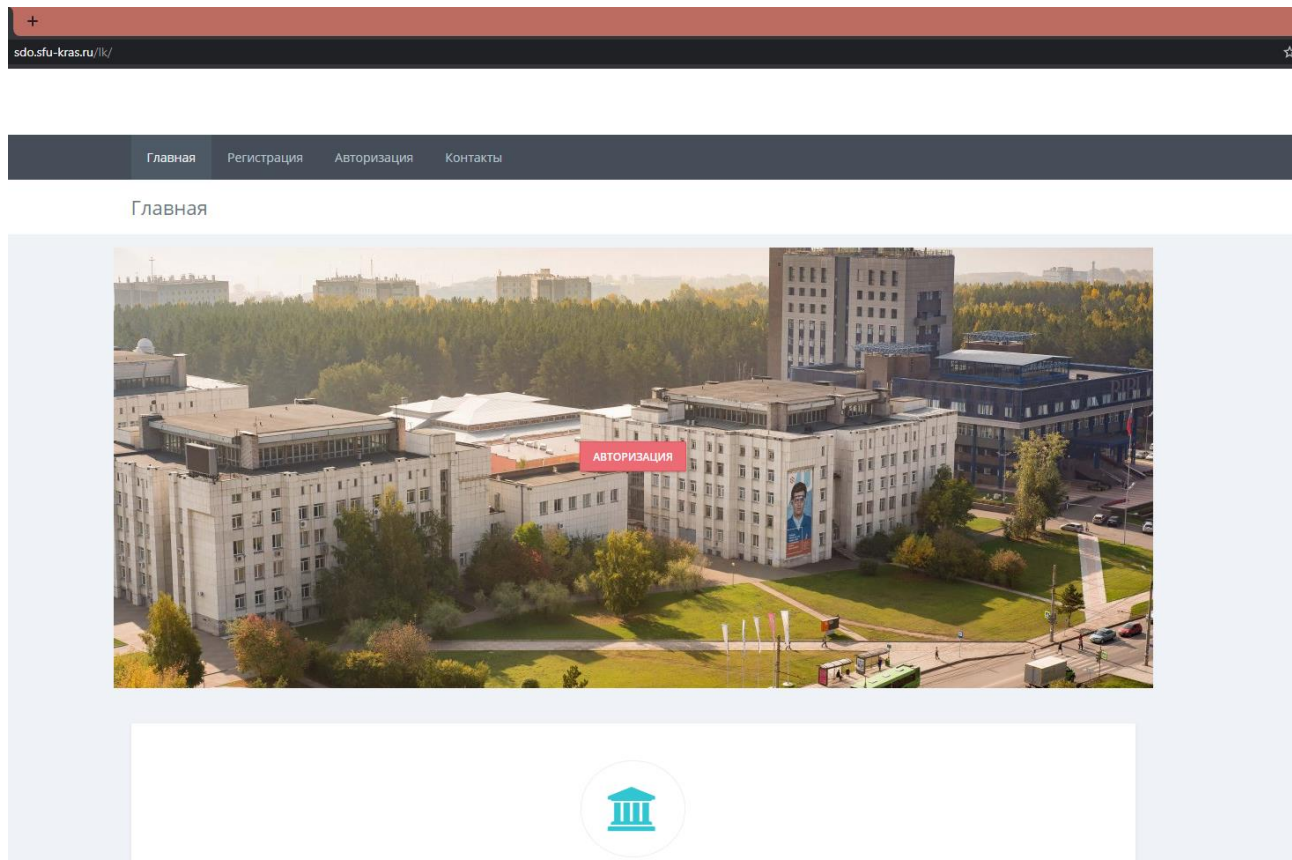 +
sdo.sfu-kras.ru/lk/
Главная Регистрация Авторизация Контакты
Главная
АВТОРИЗАЦИЯ